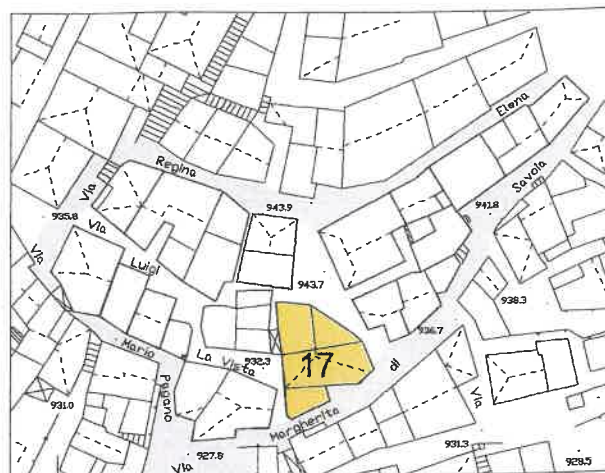 Elena
Regina
Savoia
Via
943.9
941.8
935.8
Via
Via
Luigi
943.7
938.3
936.7
Mario
La Vista
932.3
17
di
Via
931.0
Pagano
Margherita
931.3
927.8
928.5
Via